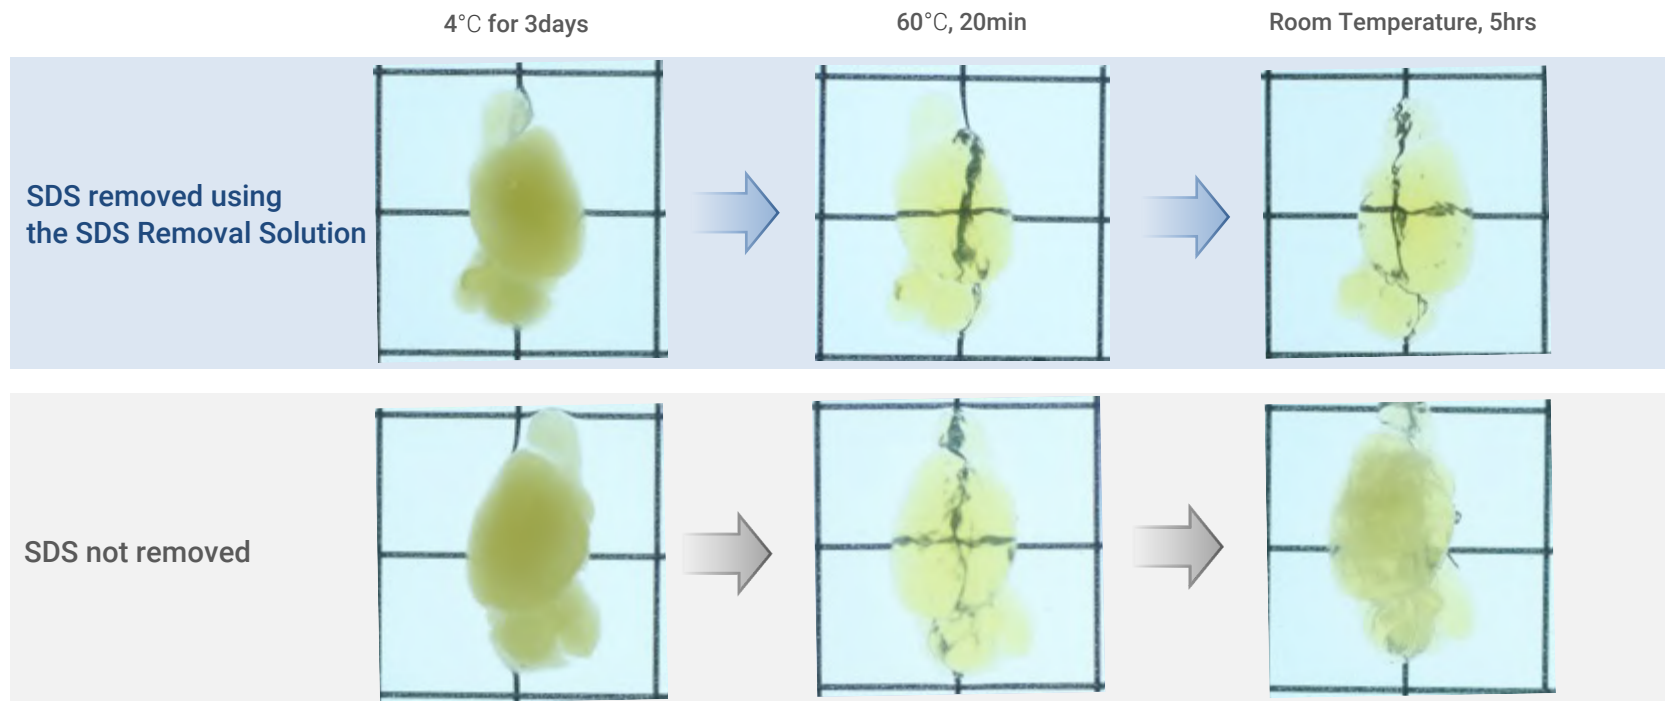 4°C for 3days
60°C, 20min
Room Temperature, 5hrs
SDS removed using
the SDS Removal Solution
SDS not removed